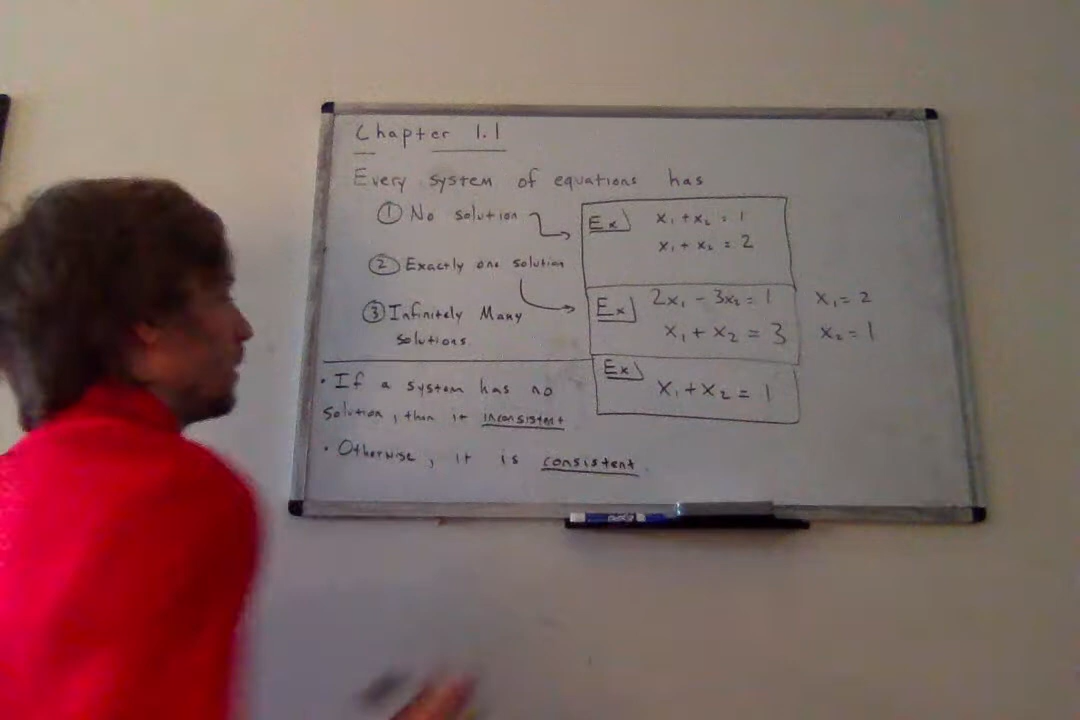 Chapter 1.1
Every system of equations has
① No solution
② Exactly one solution
③ Infinitely Many
solutions
Ex) x₁ + x₂ = 1
x₁ + x₂ = 2
Ex) 2x₁ - 3x₂ = 1 x₁ = 2
x₁ + x₂ = 3 x₂ = 1
Ex) x₁ + x₂ = 1
• If a system has no
solution, then it inconsistent
• Otherwise, it is consistent.